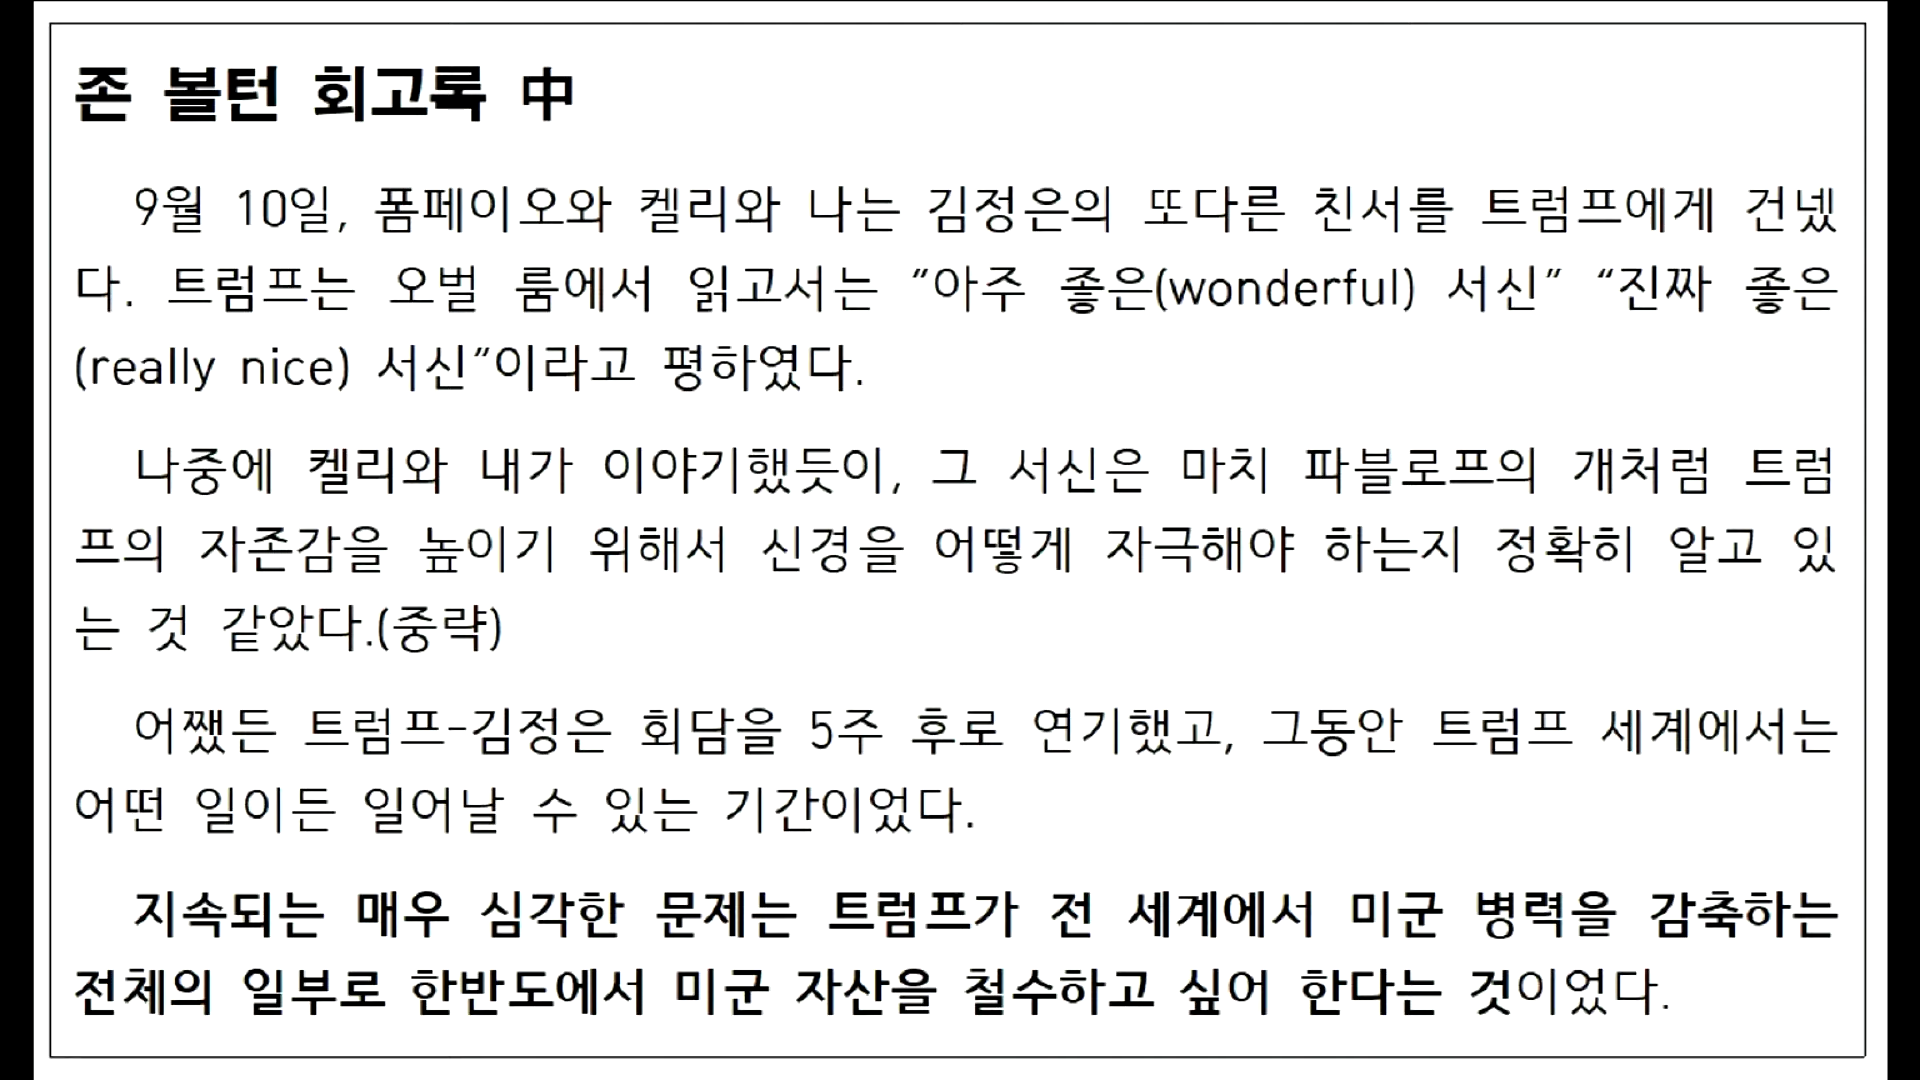 존 볼턴 회고록 中
9월 10일, 폼페이오와 켈리와 나는 김정은의 또다른 친서를 트럼프에게 건넸
다. 트럼프는 오벌 룸에서 읽고서는 "아주 좋은(wonderful) 서신" “진짜 좋은
(really nice) 서신"이라고 평하였다.
나중에 켈리와 내가 이야기했듯이, 그 서신은 마치 파블로프의 개처럼 트럼
프의 자존감을 높이기 위해서 신경을 어떻게 자극해야 하는지 정확히 알고 있
는 것 같았다.(중략)
어쨌든 트럼프-김정은 회담을 5주 후로 연기했고, 그동안 트럼프 세계에서는
어떤 일이든 일어날 수 있는 기간이었다.
지속되는 매우 심각한 문제는 트럼프가 전 세계에서 미군 병력을 감축하는
전체의 일부로 한반도에서 미군 자산을 철수하고 싶어 한다는 것이었다.